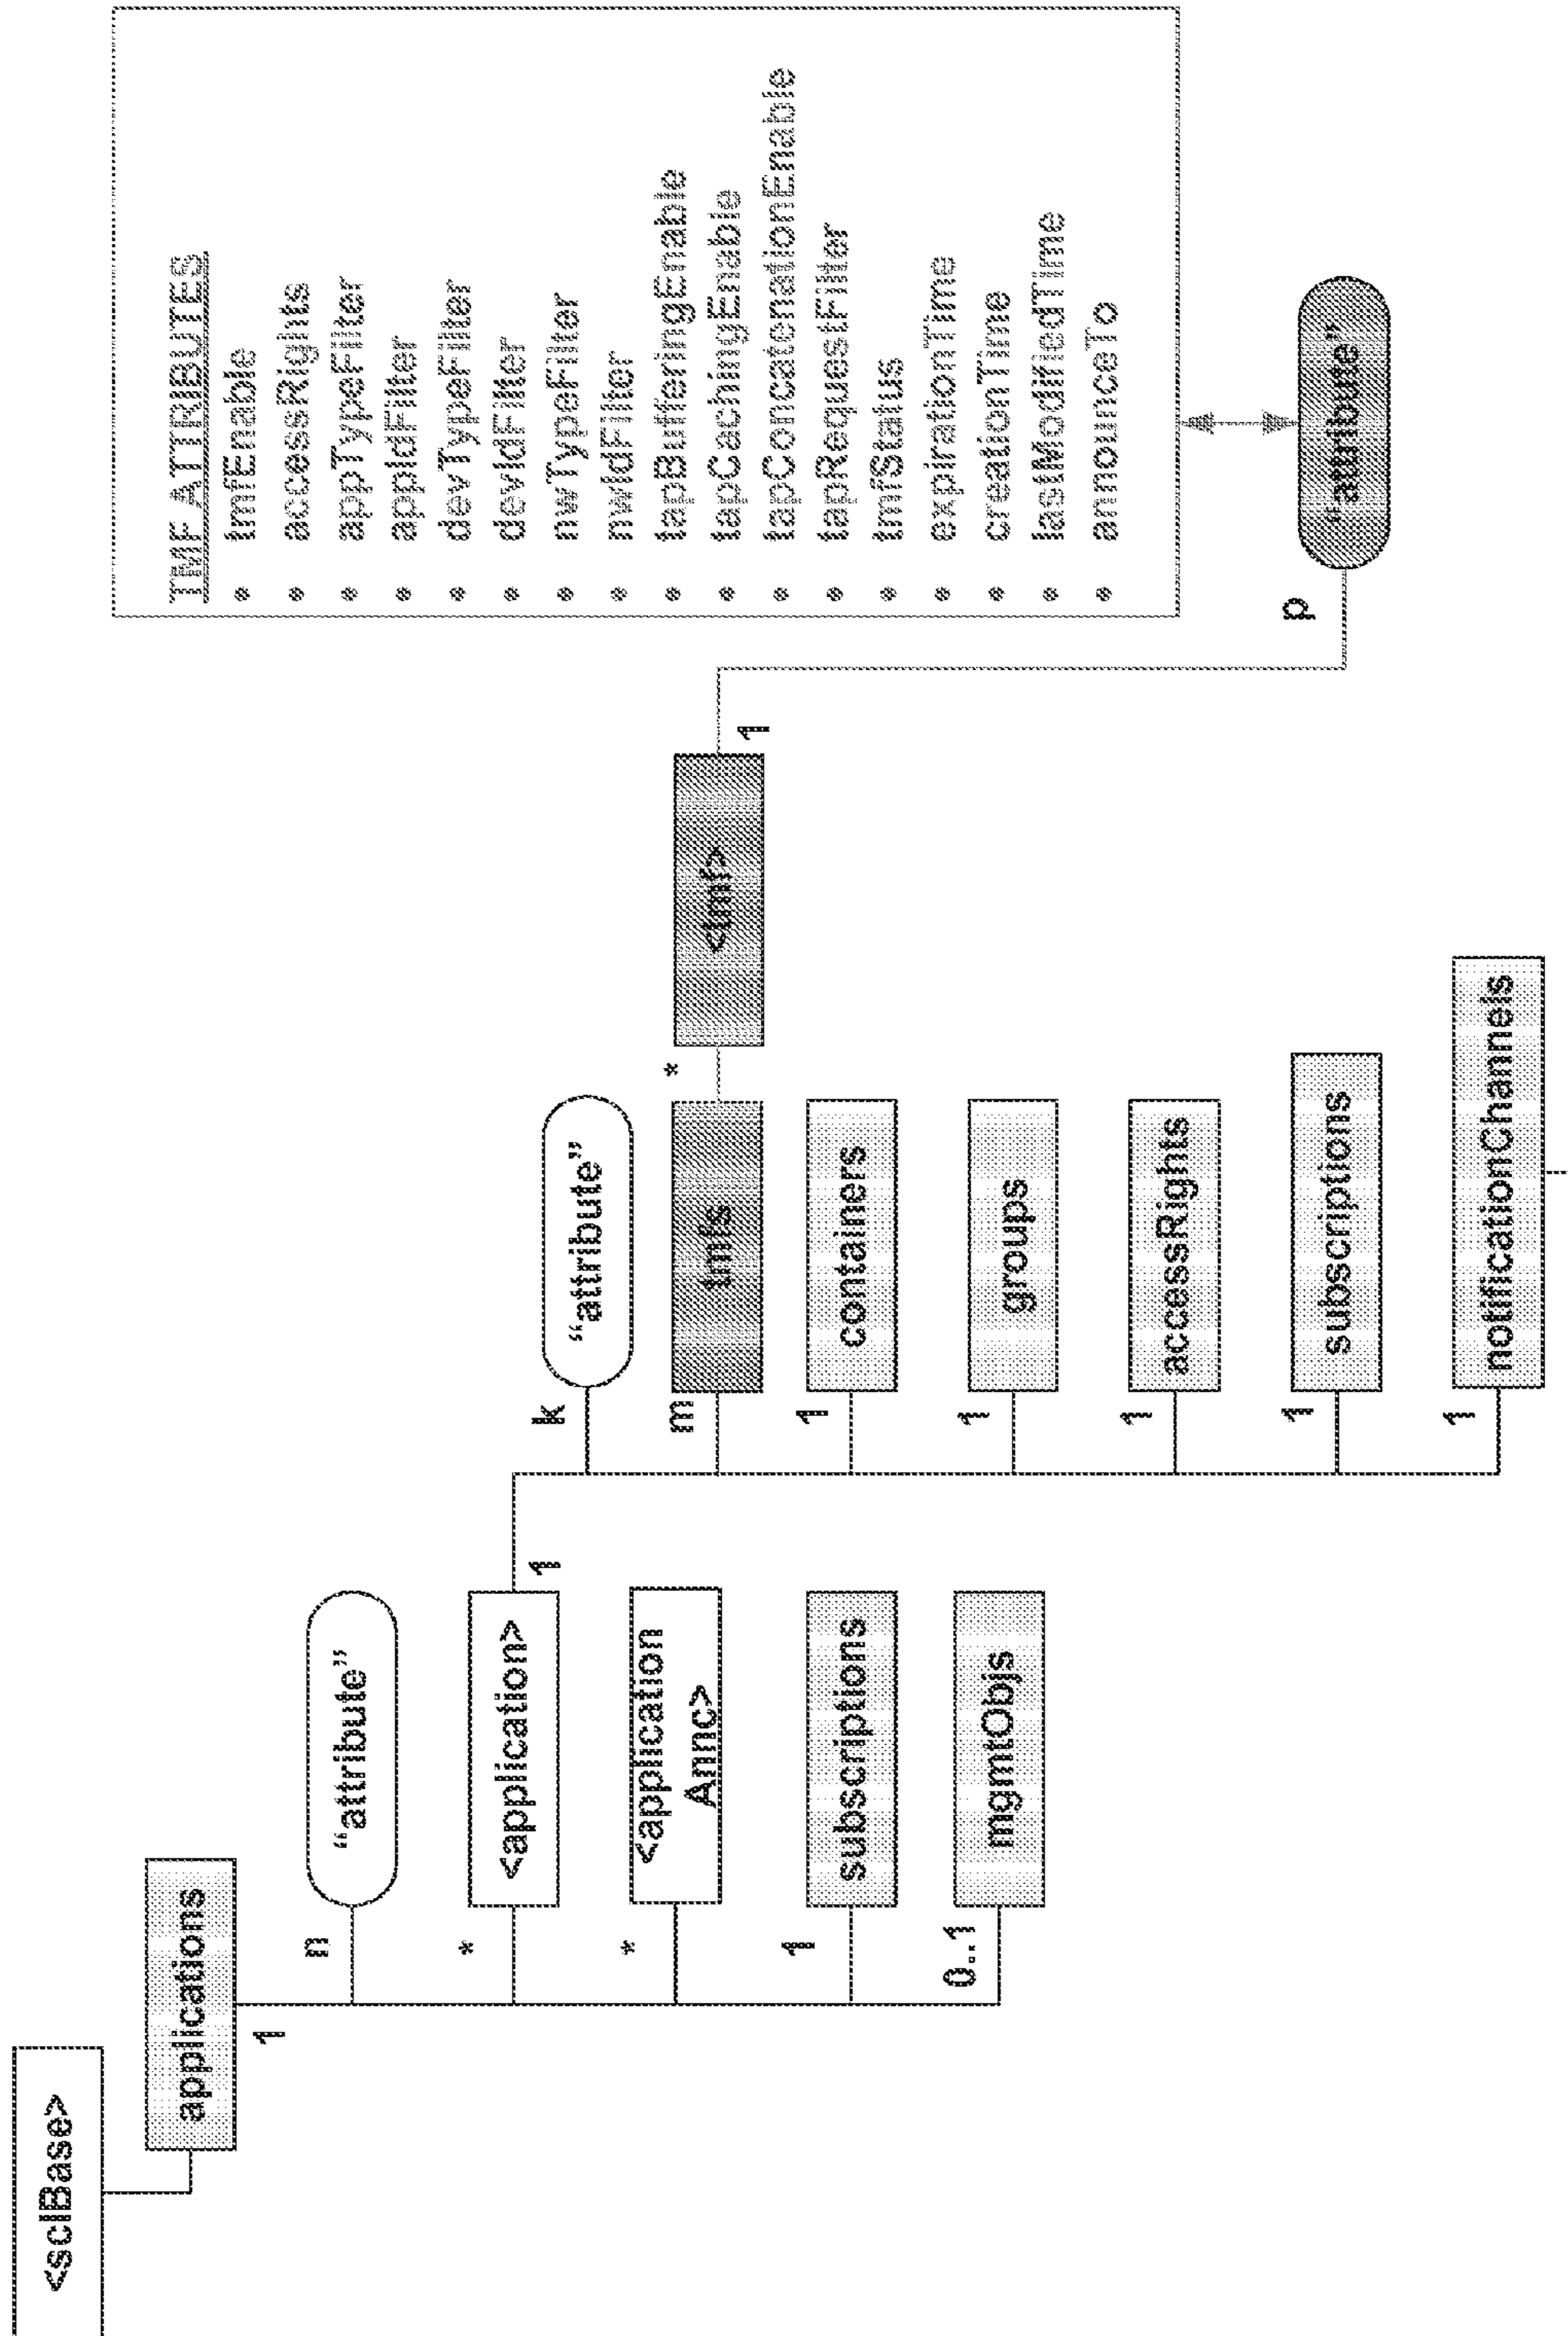 <sclBase>
applications
1
n
“attribute”
*
<application>
1
*
<application
Annc>
1
subscriptions
0..1
mgmtObjs
k
“attribute”
m
tmfs
*
<tmf>
1
1
containers
1
groups
1
accessRights
1
subscriptions
1
notificationChannels
p
“attribute”
TMF ATTRIBUTES
• tmfEnable
• accessRights
• appTypeFilter
• appIdFilter
• devTypeFilter
• devIdFilter
• nwTypeFilter
• nwIdFilter
• tapBufferingEnable
• tapCachingEnable
• tapConcatenationEnable
• tapRequestFilter
• tmfStatus
• expirationTime
• creationTime
• lastModifiedTime
• announceTo